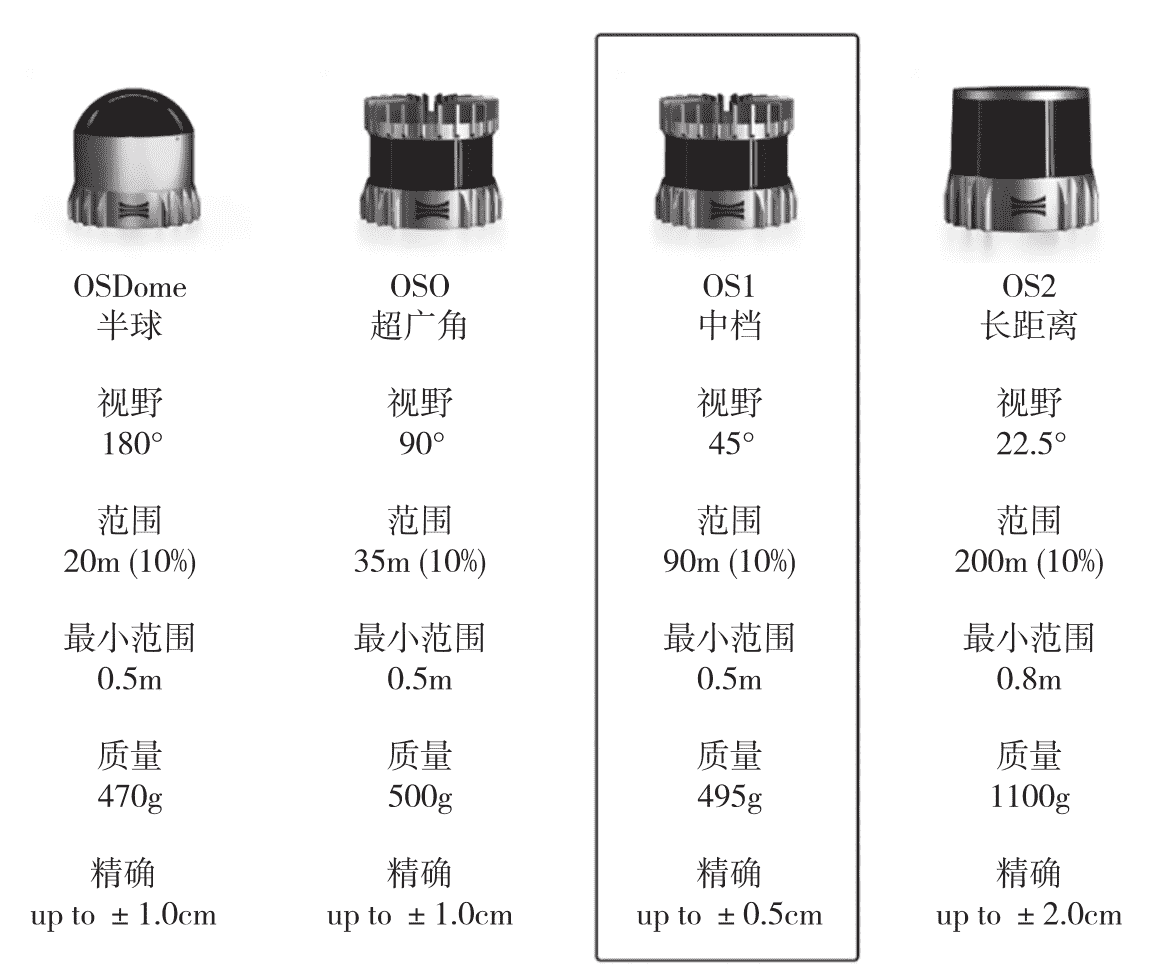 OSDome
半球
视野
180°
范围
20m (10%)
最小范围
0.5m
质量
470g
精确
up to ± 1.0cm
OSO
超广角
视野
90°
范围
35m (10%)
最小范围
0.5m
质量
500g
精确
up to ± 1.0cm
OS1
中档
视野
45°
范围
90m (10%)
最小范围
0.5m
质量
495g
精确
up to ± 0.5cm
OS2
长距离
视野
22.5°
范围
200m (10%)
最小范围
0.8m
质量
1100g
精确
up to ± 2.0cm